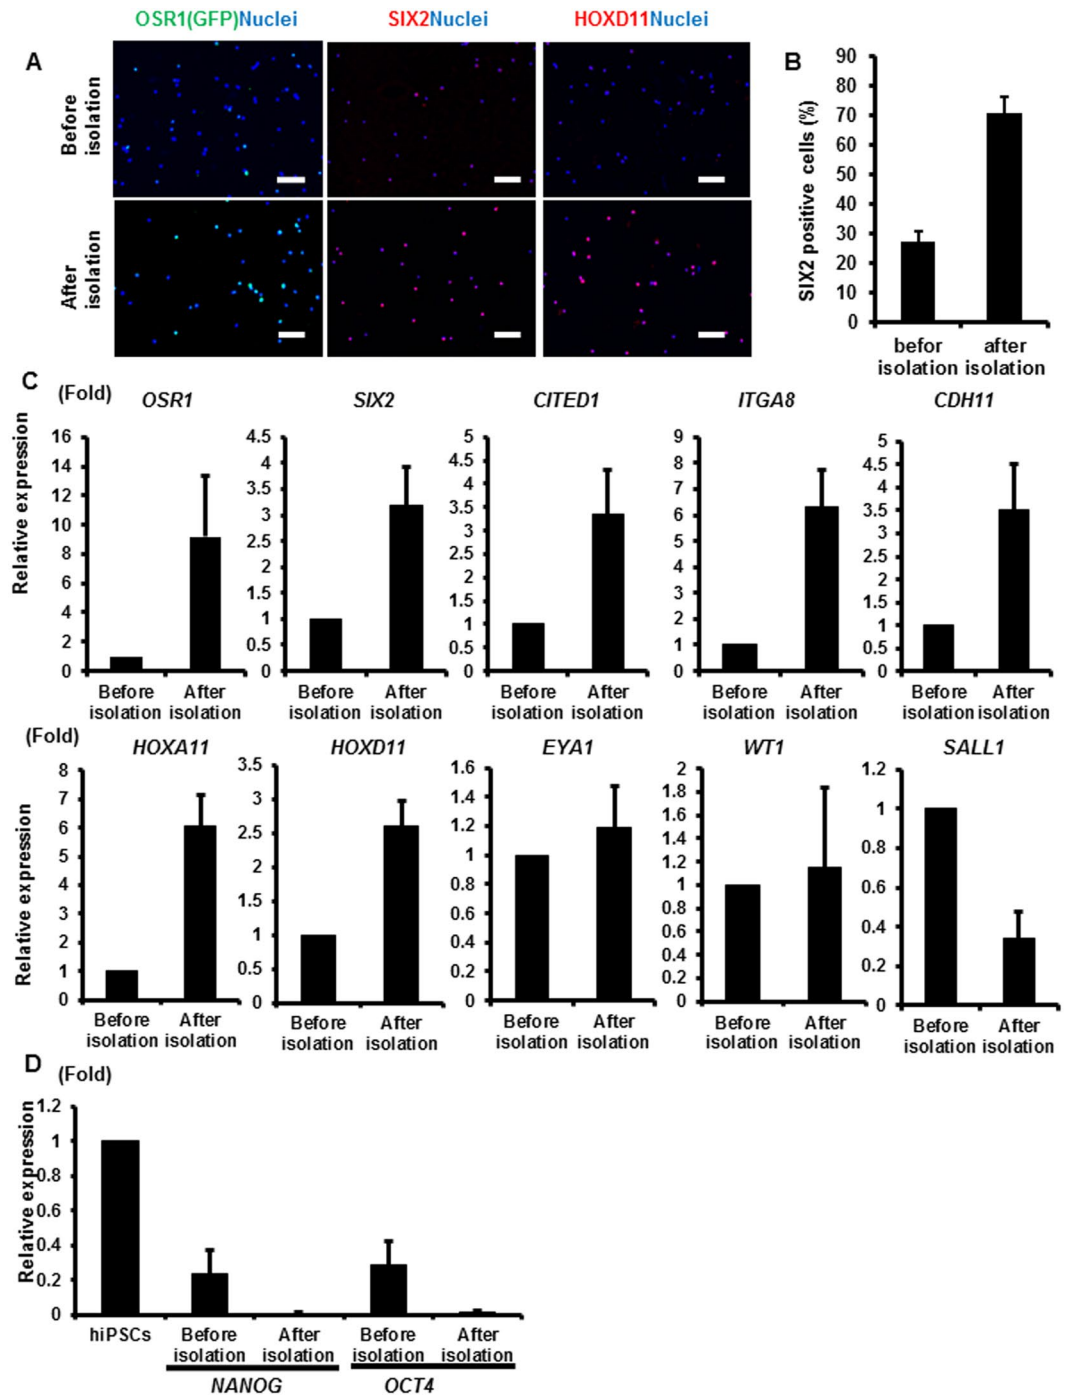 OSR1(GFP)Nuclei SIX2Nuclei HOXD11Nuclei
A
Before
isolation
After
isolation
B
SIX2 positive cells (%)
90
80
70
60
50
40
30
20
10
0
befor after
isolation isolation
C
(Fold)
OSR1 SIX2 CITED1 ITGA8 CDH11
Relative expression
16
14
12
10
8
6
4
2
0
Before After
isolation isolation
4.5
4
3.5
3
2.5
2
1.5
1
0.5
0
Before After
isolation isolation
5
4.5
4
3.5
3
2.5
2
1.5
1
0.5
0
Before After
isolation isolation
9
8
7
6
5
4
3
2
1
0
Before After
isolation isolation
5
4.5
4
3.5
3
2.5
2
1.5
1
0.5
0
Before After
isolation isolation
(Fold)
HOXA11 HOXD11 EYA1 WT1 SALL1
Relative expression
8
7
6
5
4
3
2
1
0
Before After
isolation isolation
3.5
3
2.5
2
1.5
1
0.5
0
Before After
isolation isolation
1.6
1.4
1.2
1
0.8
0.6
0.4
0.2
0
Before After
isolation isolation
2
1.8
1.6
1.4
1.2
1
0.8
0.6
0.4
0.2
0
Before After
isolation isolation
1.2
1
0.8
0.6
0.4
0.2
0
Before After
isolation isolation
D
(Fold)
Relative expression
1.2
1
0.8
0.6
0.4
0.2
0
hiPSCs Before After Before After
isolation isolation isolation isolation
NANOG OCT4